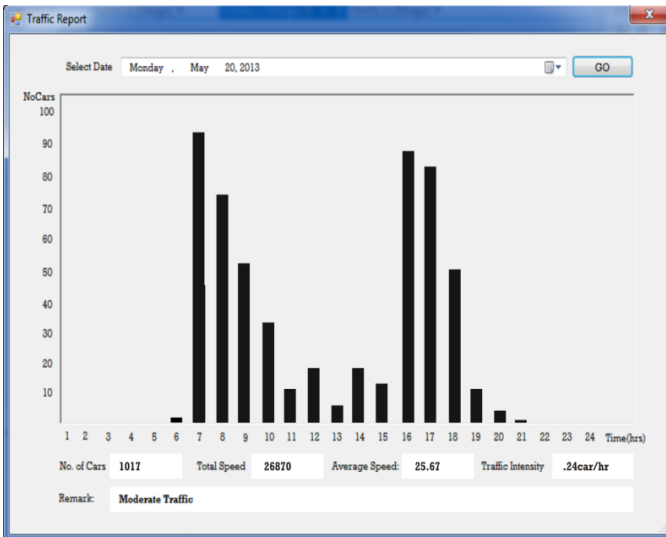 Traffic Report
Select Date Monday , May 20, 2013 GO
NoCars
100
90
80
70
60
50
40
30
20
10
1 2 3 4 5 6 7 8 9 10 11 12 13 14 15 16 17 18 19 20 21 22 23 24 Time(hrs)
No. of Cars 1017 Total Speed 26870 Average Speed: 25.67 Traffic Intensity .24car/hr
Remark: Moderate Traffic